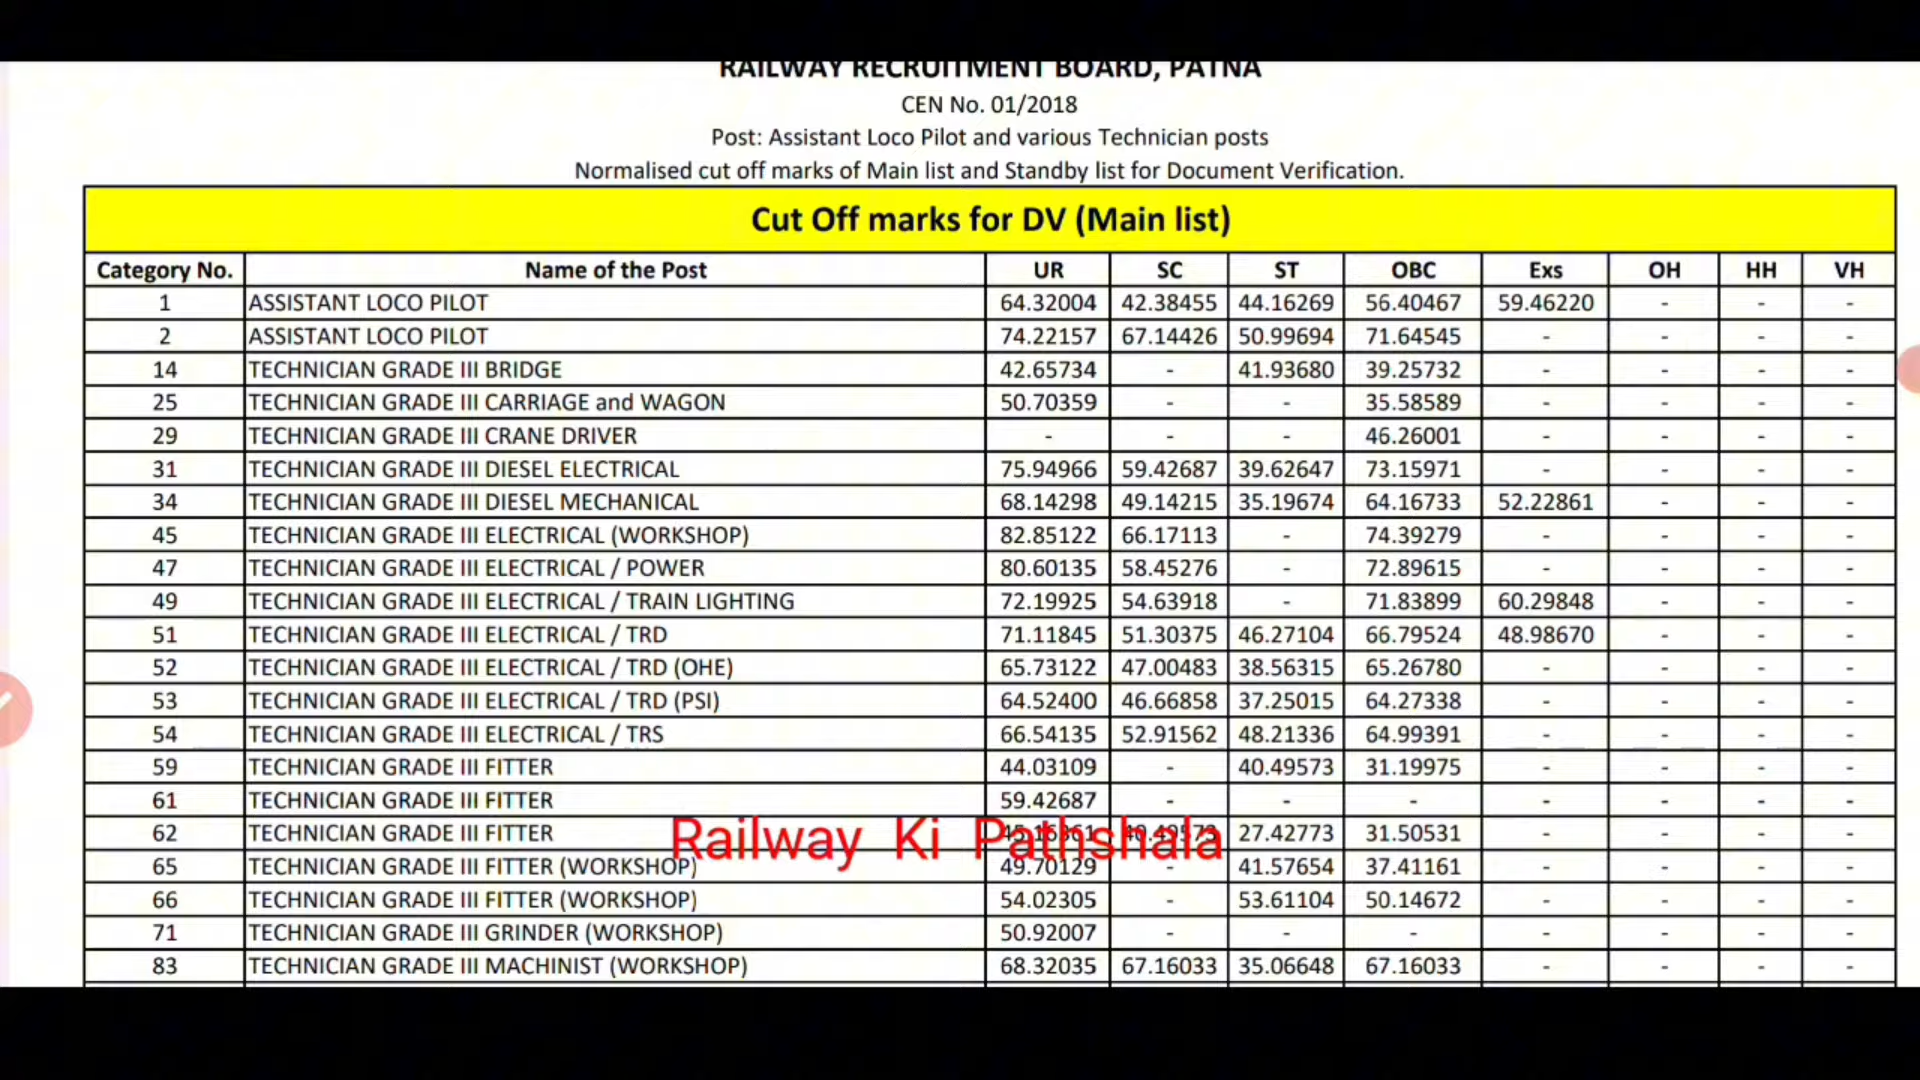 RAILWAY RECRUITMENT BOARD, PATNA
CEN No. 01/2018
Post: Assistant Loco Pilot and various Technician posts
Normalised cut off marks of Main list and Standby list for Document Verification.
Cut Off marks for DV (Main list)
Category No. Name of the Post UR SC ST OBC Exs OH HH VH
1 ASSISTANT LOCO PILOT 64.32004 42.38455 44.16269 56.40467 59.46220 - - -
2 ASSISTANT LOCO PILOT 74.22157 67.14426 50.99694 71.64545 - - - -
14 TECHNICIAN GRADE III BRIDGE 42.65734 - 41.93680 39.25732 - - - -
25 TECHNICIAN GRADE III CARRIAGE and WAGON 50.70359 - - 35.58589 - - - -
29 TECHNICIAN GRADE III CRANE DRIVER - - - 46.26001 - - - -
31 TECHNICIAN GRADE III DIESEL ELECTRICAL 75.94966 59.42687 39.62647 73.15971 - - - -
34 TECHNICIAN GRADE III DIESEL MECHANICAL 68.14298 49.14215 35.19674 64.16733 52.22861 - - -
45 TECHNICIAN GRADE III ELECTRICAL (WORKSHOP) 82.85122 66.17113 - 74.39279 - - - -
47 TECHNICIAN GRADE III ELECTRICAL / POWER 80.60135 58.45276 - 72.89615 - - - -
49 TECHNICIAN GRADE III ELECTRICAL / TRAIN LIGHTING 72.19925 54.63918 - 71.83899 60.29848 - - -
51 TECHNICIAN GRADE III ELECTRICAL / TRD 71.11845 51.30375 46.27104 66.79524 48.98670 - - -
52 TECHNICIAN GRADE III ELECTRICAL / TRD (OHE) 65.73122 47.00483 38.56315 65.26780 - - - -
53 TECHNICIAN GRADE III ELECTRICAL / TRD (PSI) 64.52400 46.66858 37.25015 64.27338 - - - -
54 TECHNICIAN GRADE III ELECTRICAL / TRS 66.54135 52.91562 48.21336 64.99391 - - - -
59 TECHNICIAN GRADE III FITTER 44.03109 - 40.49573 31.19975 - - - -
61 TECHNICIAN GRADE III FITTER 59.42687 - - - - - - -
62 TECHNICIAN GRADE III FITTER 27.42773 31.50531 - - - -
Railway Ki Pathshala
65 TECHNICIAN GRADE III FITTER (WORKSHOP) 49.70129 - 41.57654 37.41161 - - - -
66 TECHNICIAN GRADE III FITTER (WORKSHOP) 54.02305 - 53.61104 50.14672 - - - -
71 TECHNICIAN GRADE III GRINDER (WORKSHOP) 50.92007 - - - - - - -
83 TECHNICIAN GRADE III MACHINIST (WORKSHOP) 68.32035 67.16033 35.06648 67.16033 - - - -